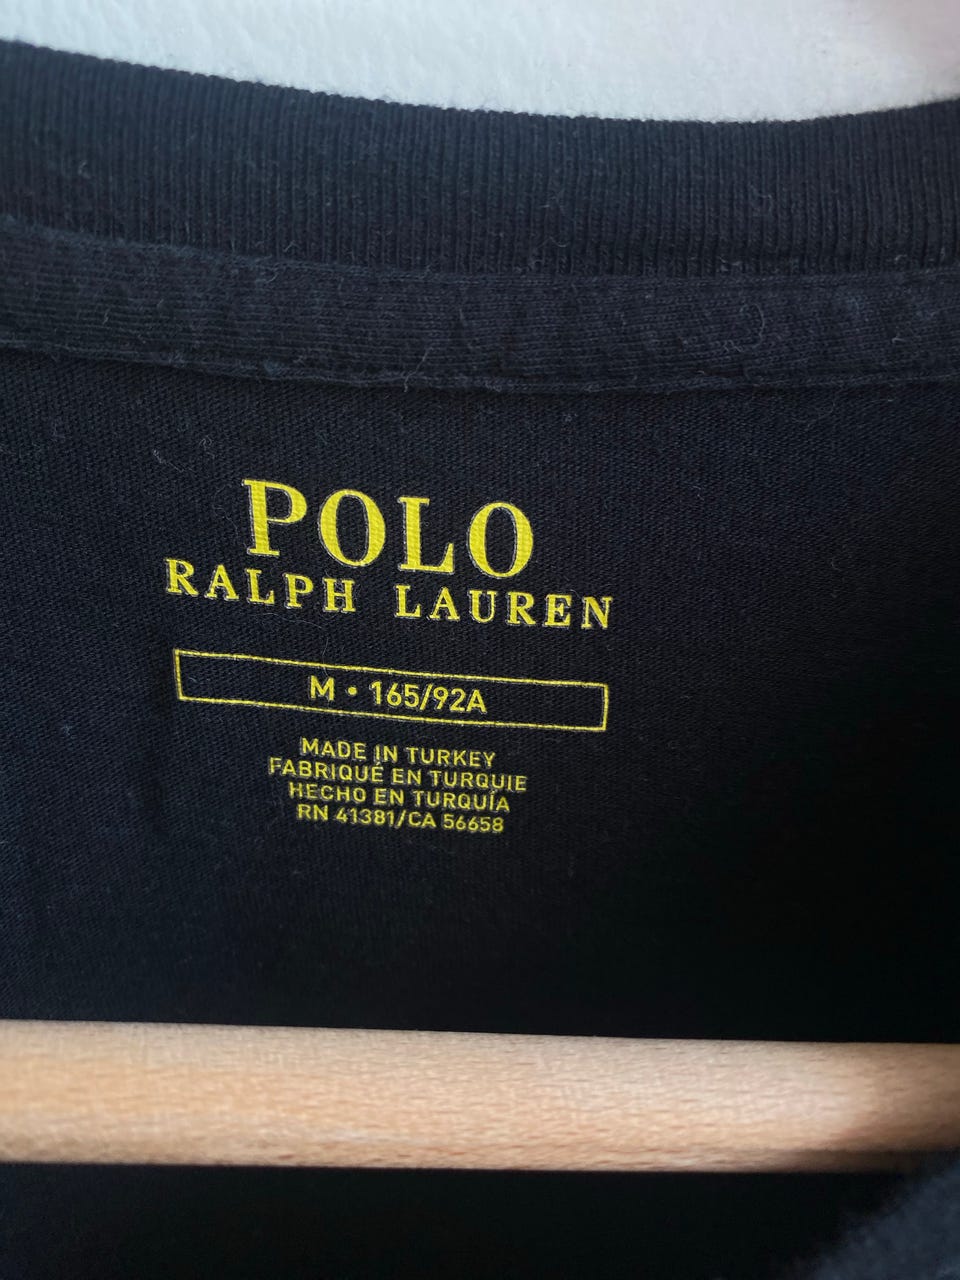 POLO
RALPH LAUREN
M • 165/92A
MADE IN TURKEY
FABRIQUÉ EN TURQUIE
HECHO EN TURQUÍA
RN 41381/CA 56658